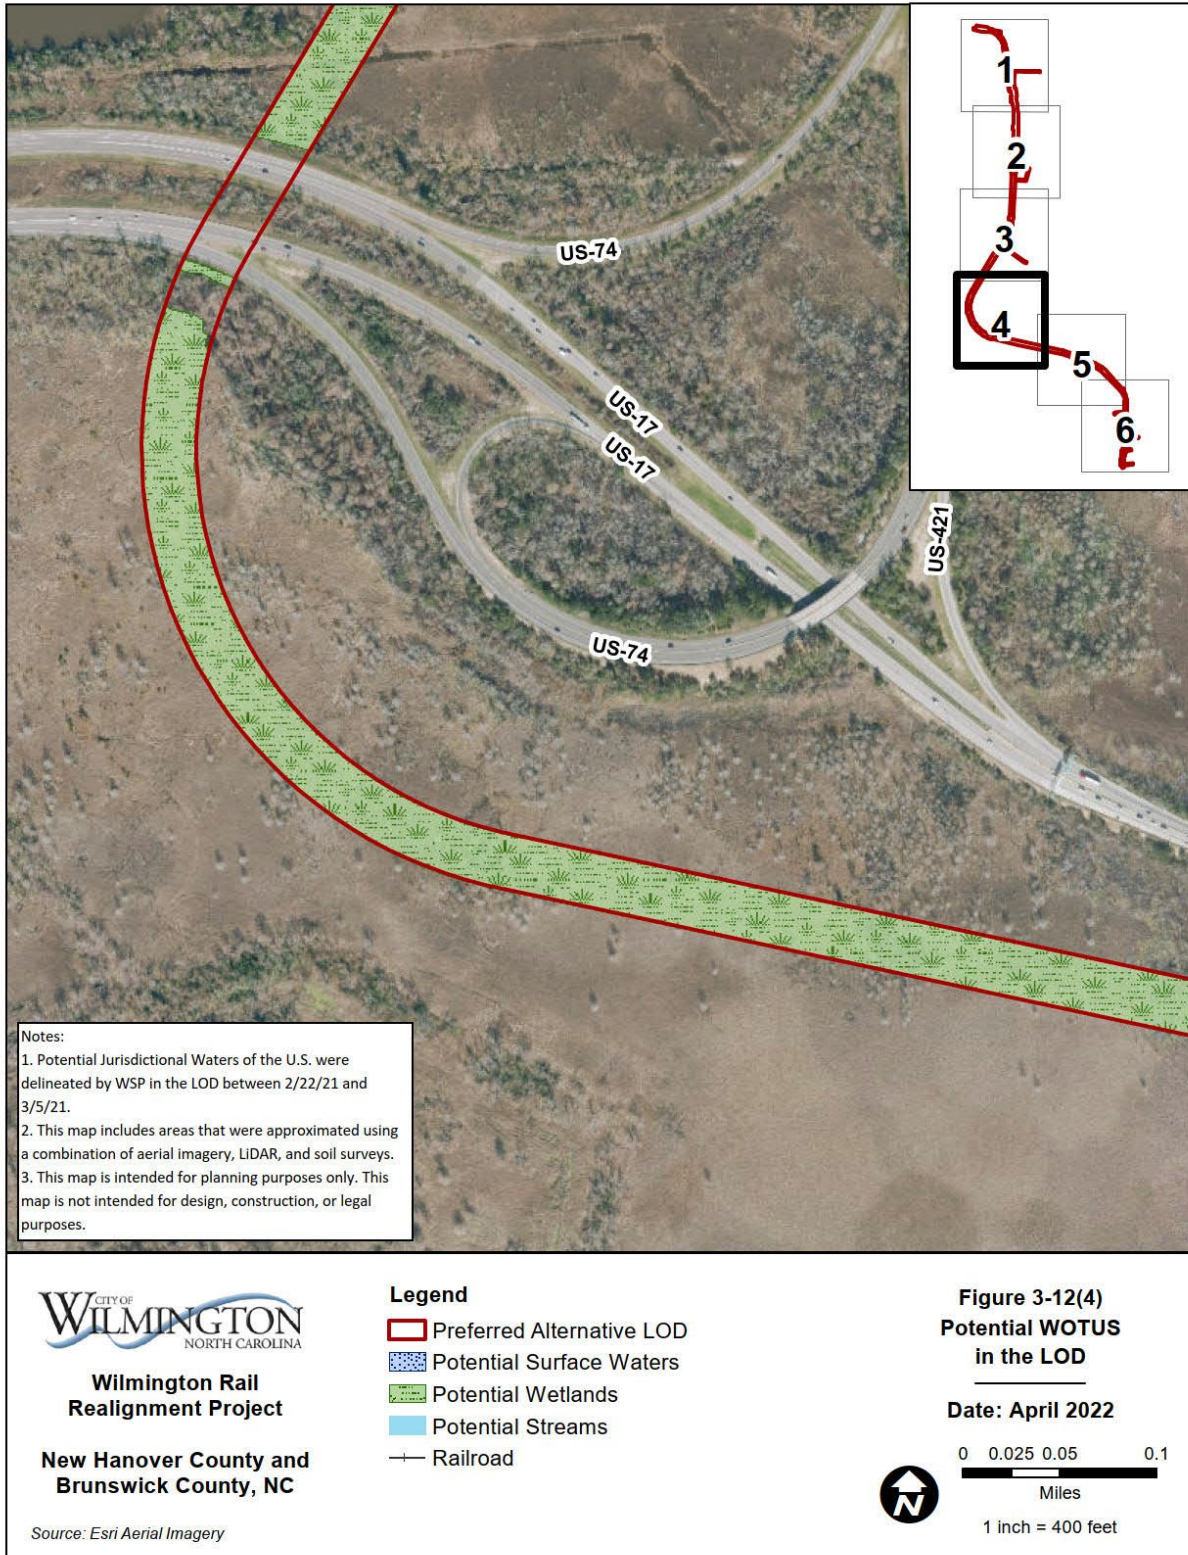 1
2
3
4
5
6
US-74
US-17
US-17
US-421
US-74
Notes:
1. Potential Jurisdictional Waters of the U.S. were
delineated by WSP in the LOD between 2/22/21 and
3/5/21.
2. This map includes areas that were approximated using
a combination of aerial imagery, LiDAR, and soil surveys.
3. This map is intended for planning purposes only. This
map is not intended for design, construction, or legal
purposes.
CITY OF
WILMINGTON
NORTH CAROLINA
Wilmington Rail
Realignment Project
New Hanover County and
Brunswick County, NC
Source: Esri Aerial Imagery
Legend
Preferred Alternative LOD
Potential Surface Waters
Potential Wetlands
Potential Streams
Railroad
Figure 3-12(4)
Potential WOTUS
in the LOD
Date: April 2022
0 0.025 0.05 0.1
Miles
N
1 inch = 400 feet